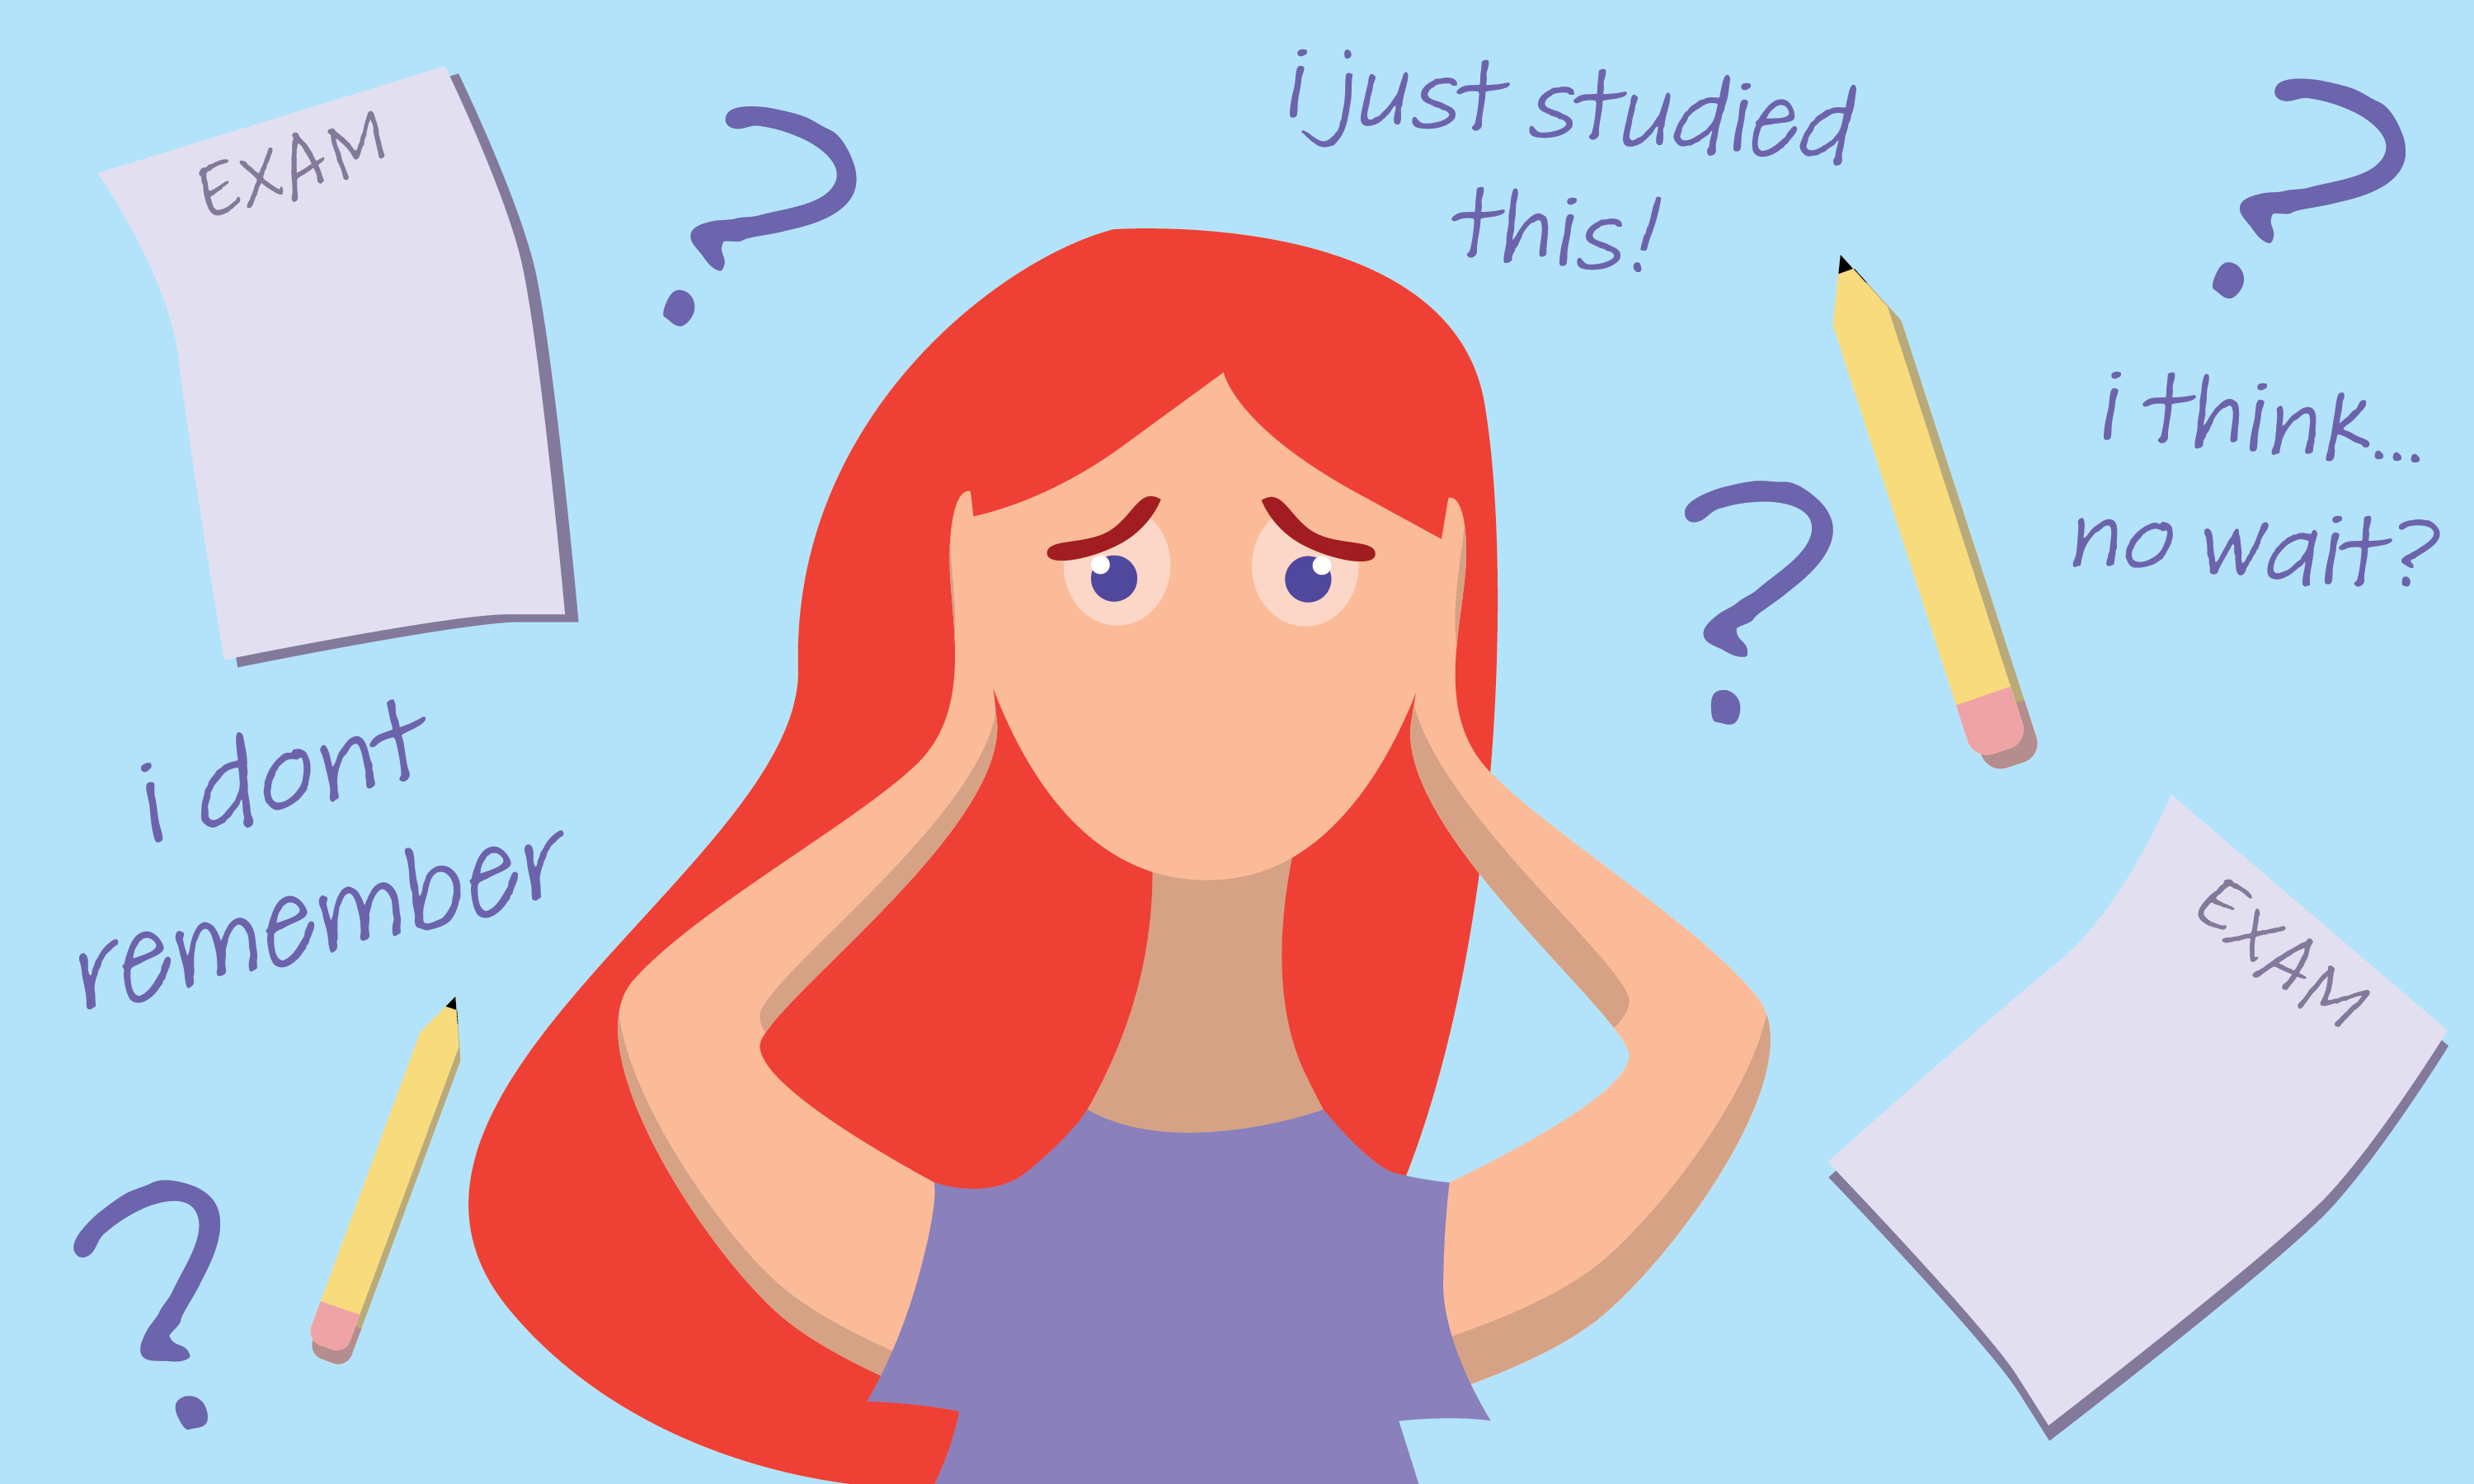 EXAM
?
i just studied
this!
?
i think...
no wait?
?
i dont
remember
EXAM
?